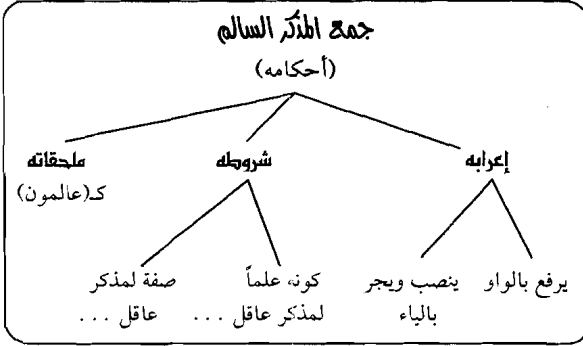 جمع المذكر السالم
(أحكامه)
إعرابه
شروطه
ملحقاته
كـ(عالمون)
يرفع بالواو
ينصب ويجر
بالياء
كونه علماً
لمذكر عاقل ...
صفة لمذكر
عاقل ...